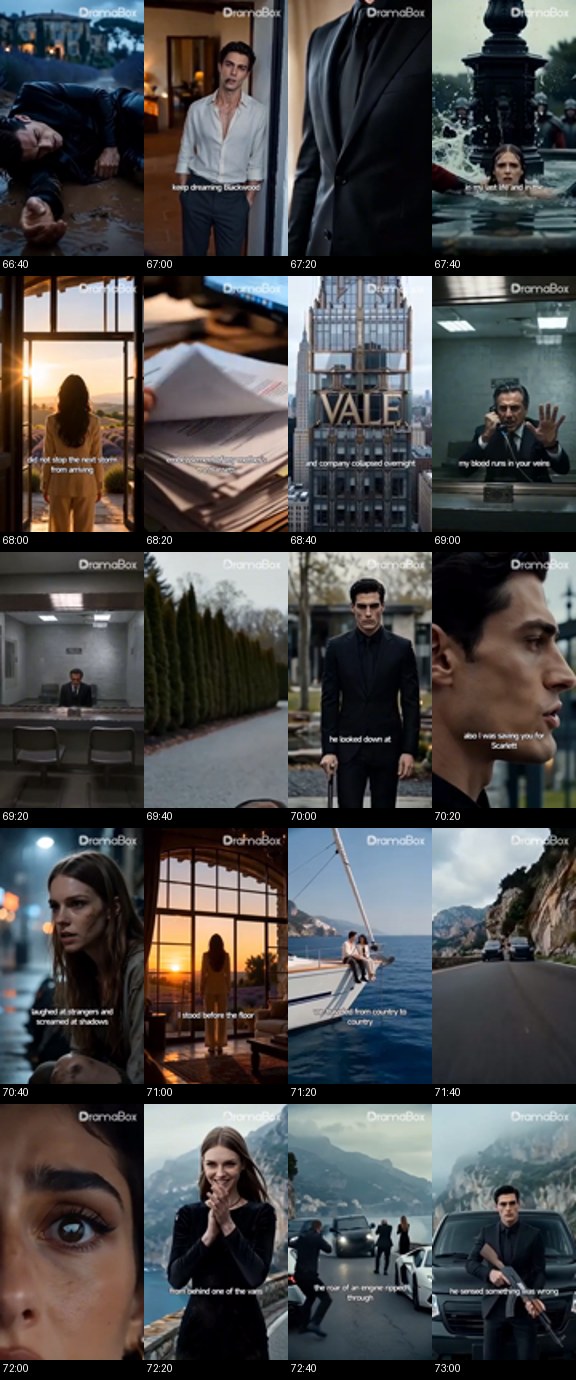 DramaBox
66:40
DramaBox
keep dreaming Blackwood
67:00
DramaBox
67:20
DramaBox
in my last life and in the
67:40
DramaBox
did not stop the next storm
from arriving
68:00
DramaBox
68:20
DramaBox
VALE
and company collapsed overnight
68:40
DramaBox
my blood runs in your veins
69:00
DramaBox
69:20
DramaBox
69:40
DramaBox
he looked down at
70:00
DramaBox
also I was saving you for
Scarlett
70:20
DramaBox
laughed at strangers and
screamed at shadows
70:40
DramaBox
I stood before the floor
71:00
DramaBox
from country to
country
71:20
DramaBox
71:40
DramaBox
72:00
DramaBox
from behind one of the vans
72:20
DramaBox
the roar of an engine ripped
through
72:40
DramaBox
he sensed something was wrong
73:00